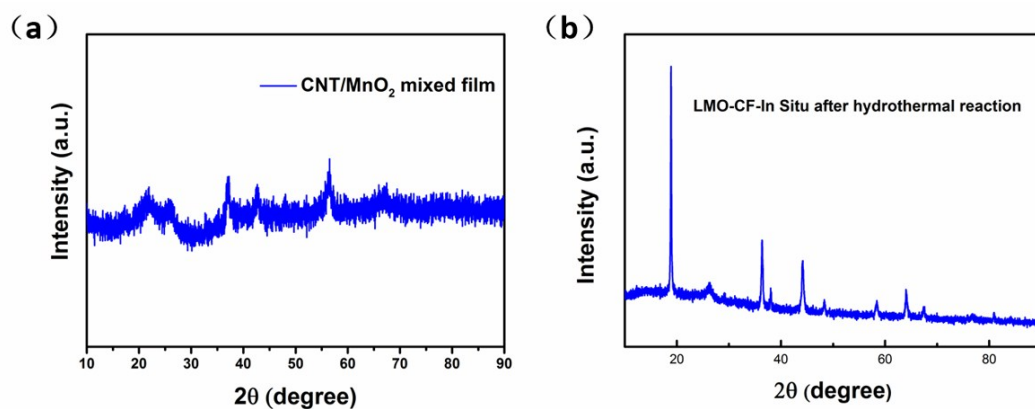 (a)
CNT/MnO₂ mixed film
Intensity (a.u.)
10 20 30 40 50 60 70 80 90
2θ (degree)
(b)
LMO-CF-In Situ after hydrothermal reaction
Intensity (a.u.)
20 40 60 80
2θ (degree)